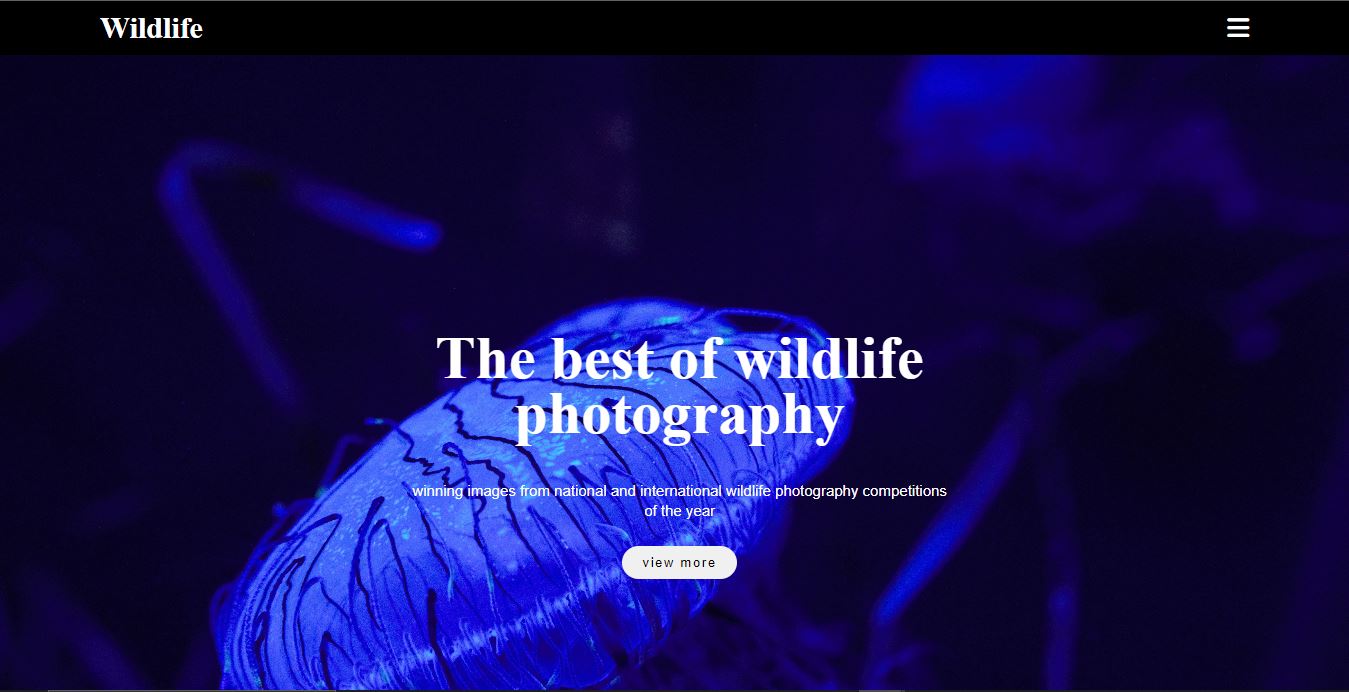 Wildlife
The best of wildlife
photography
winning images from national and international wildlife photography competitions
of the year
view more